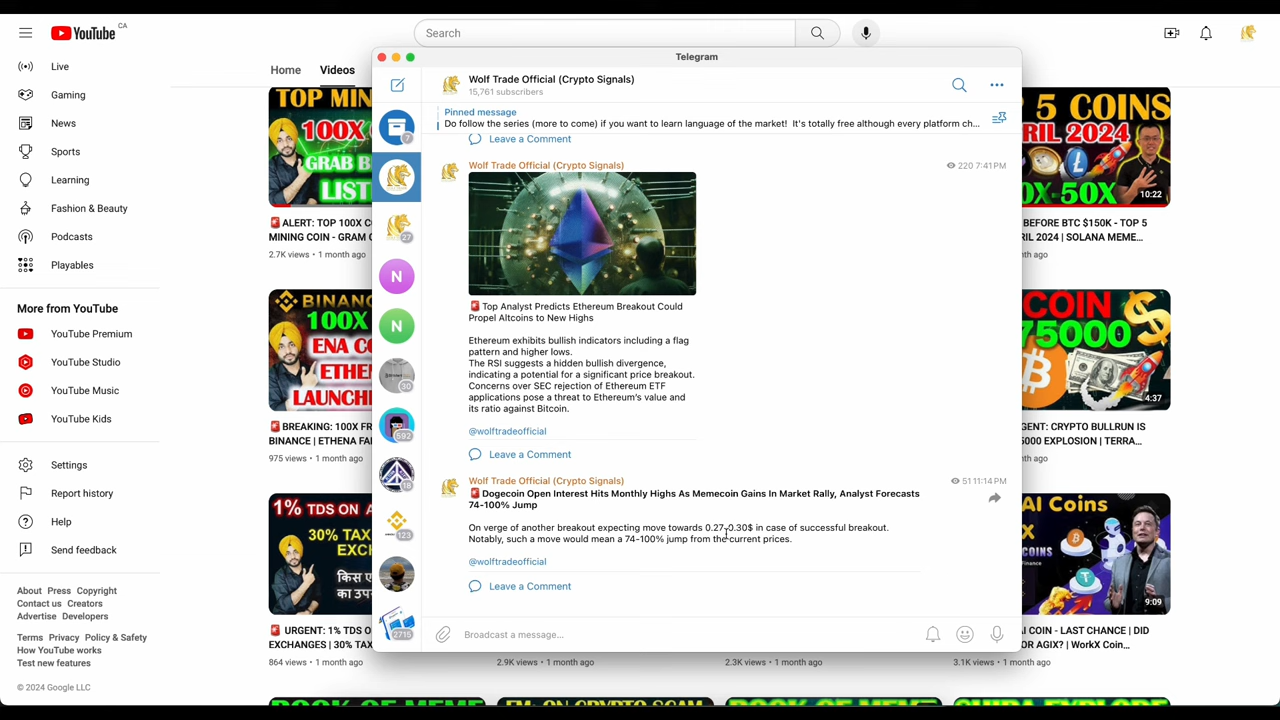 YouTube CA
Search
Live
Gaming
News
Sports
Learning
Fashion & Beauty
Podcasts
Playables
More from YouTube
YouTube Premium
YouTube Studio
YouTube Music
YouTube Kids
Settings
Report history
Help
Send feedback
About Press Copyright
Contact us Creators
Advertise Developers
Terms Privacy Policy & Safety
How YouTube works
Test new features
© 2024 Google LLC
Home Videos
TOP MIN
100X
GRAB B
LIST
🚨ALERT: TOP 100X C
MINING COIN - GRAM C
2.7K views • 1 month ago
BINANC
100X
ENA CO
ETHE
LAUNCH
🚨BREAKING: 100X FR
BINANCE | ETHENA FA
975 views • 1 month ago
1% TDS ON
30% TAX
EXC
🚨 URGENT: 1% TDS O
EXCHANGES | 30% TAX
864 views • 1 month ago
Telegram
7
27
N
N
30
592
18
123
2715
Wolf Trade Official (Crypto Signals)
15,761 subscribers
Pinned message
Do follow the series (more to come) if you want to learn language of the market! It's totally free although every platform ch...
Leave a Comment
Wolf Trade Official (Crypto Signals)
220 7:41 PM
🚨Top Analyst Predicts Ethereum Breakout Could
Propel Altcoins to New Highs
Ethereum exhibits bullish indicators including a flag
pattern and higher lows.
The RSI suggests a hidden bullish divergence,
indicating a potential for a significant price breakout.
Concerns over SEC rejection of Ethereum ETF
applications pose a threat to Ethereum's value and
its ratio against Bitcoin.
@wolftradeofficial
Leave a Comment
Wolf Trade Official (Crypto Signals)
51 11:14 PM
🚨Dogecoin Open Interest Hits Monthly Highs As Memecoin Gains In Market Rally, Analyst Forecasts
74-100% Jump
On verge of another breakout expecting move towards 0.27-0.30$ in case of successful breakout.
Notably, such a move would mean a 74-100% jump from the current prices.
@wolftradeofficial
Leave a Comment
Broadcast a message...
2.9K views • 1 month ago
2.3K views • 1 month ago
5 COINS
RIL 2024
50X
10:22
BEFORE BTC $150K - TOP 5
RIL 2024 | SOLANA MEME...
th ago
COIN
75000
4:37
GENT: CRYPTO BULLRUN IS
5000 EXPLOSION | TERRA...
th ago
AI Coins
9:09
AI COIN - LAST CHANCE | DID
OR AGIX? | WorkX Coin...
3.1K views • 1 month ago